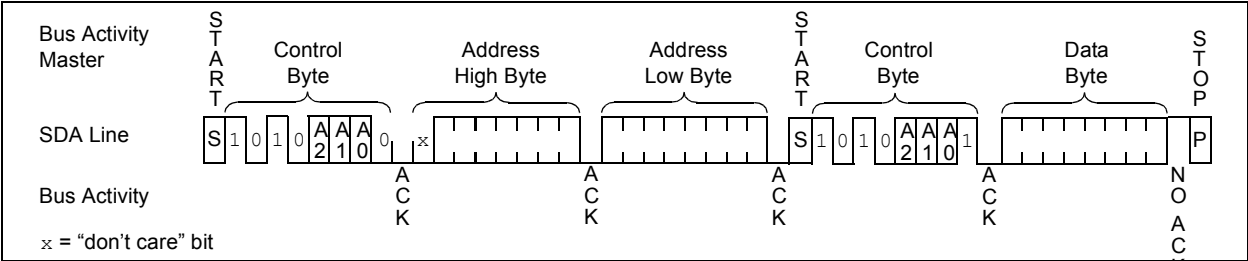 Bus Activity
Master
START
Control
Byte
Address
High Byte
Address
Low Byte
START
Control
Byte
Data
Byte
STOP
SDA Line
S 1 0 1 0 A2 A1 A0 0 x S 1 0 1 0 A2 A1 A0 1 P
Bus Activity
ACK
ACK
ACK
ACK
NO AC
x = “don’t care” bit